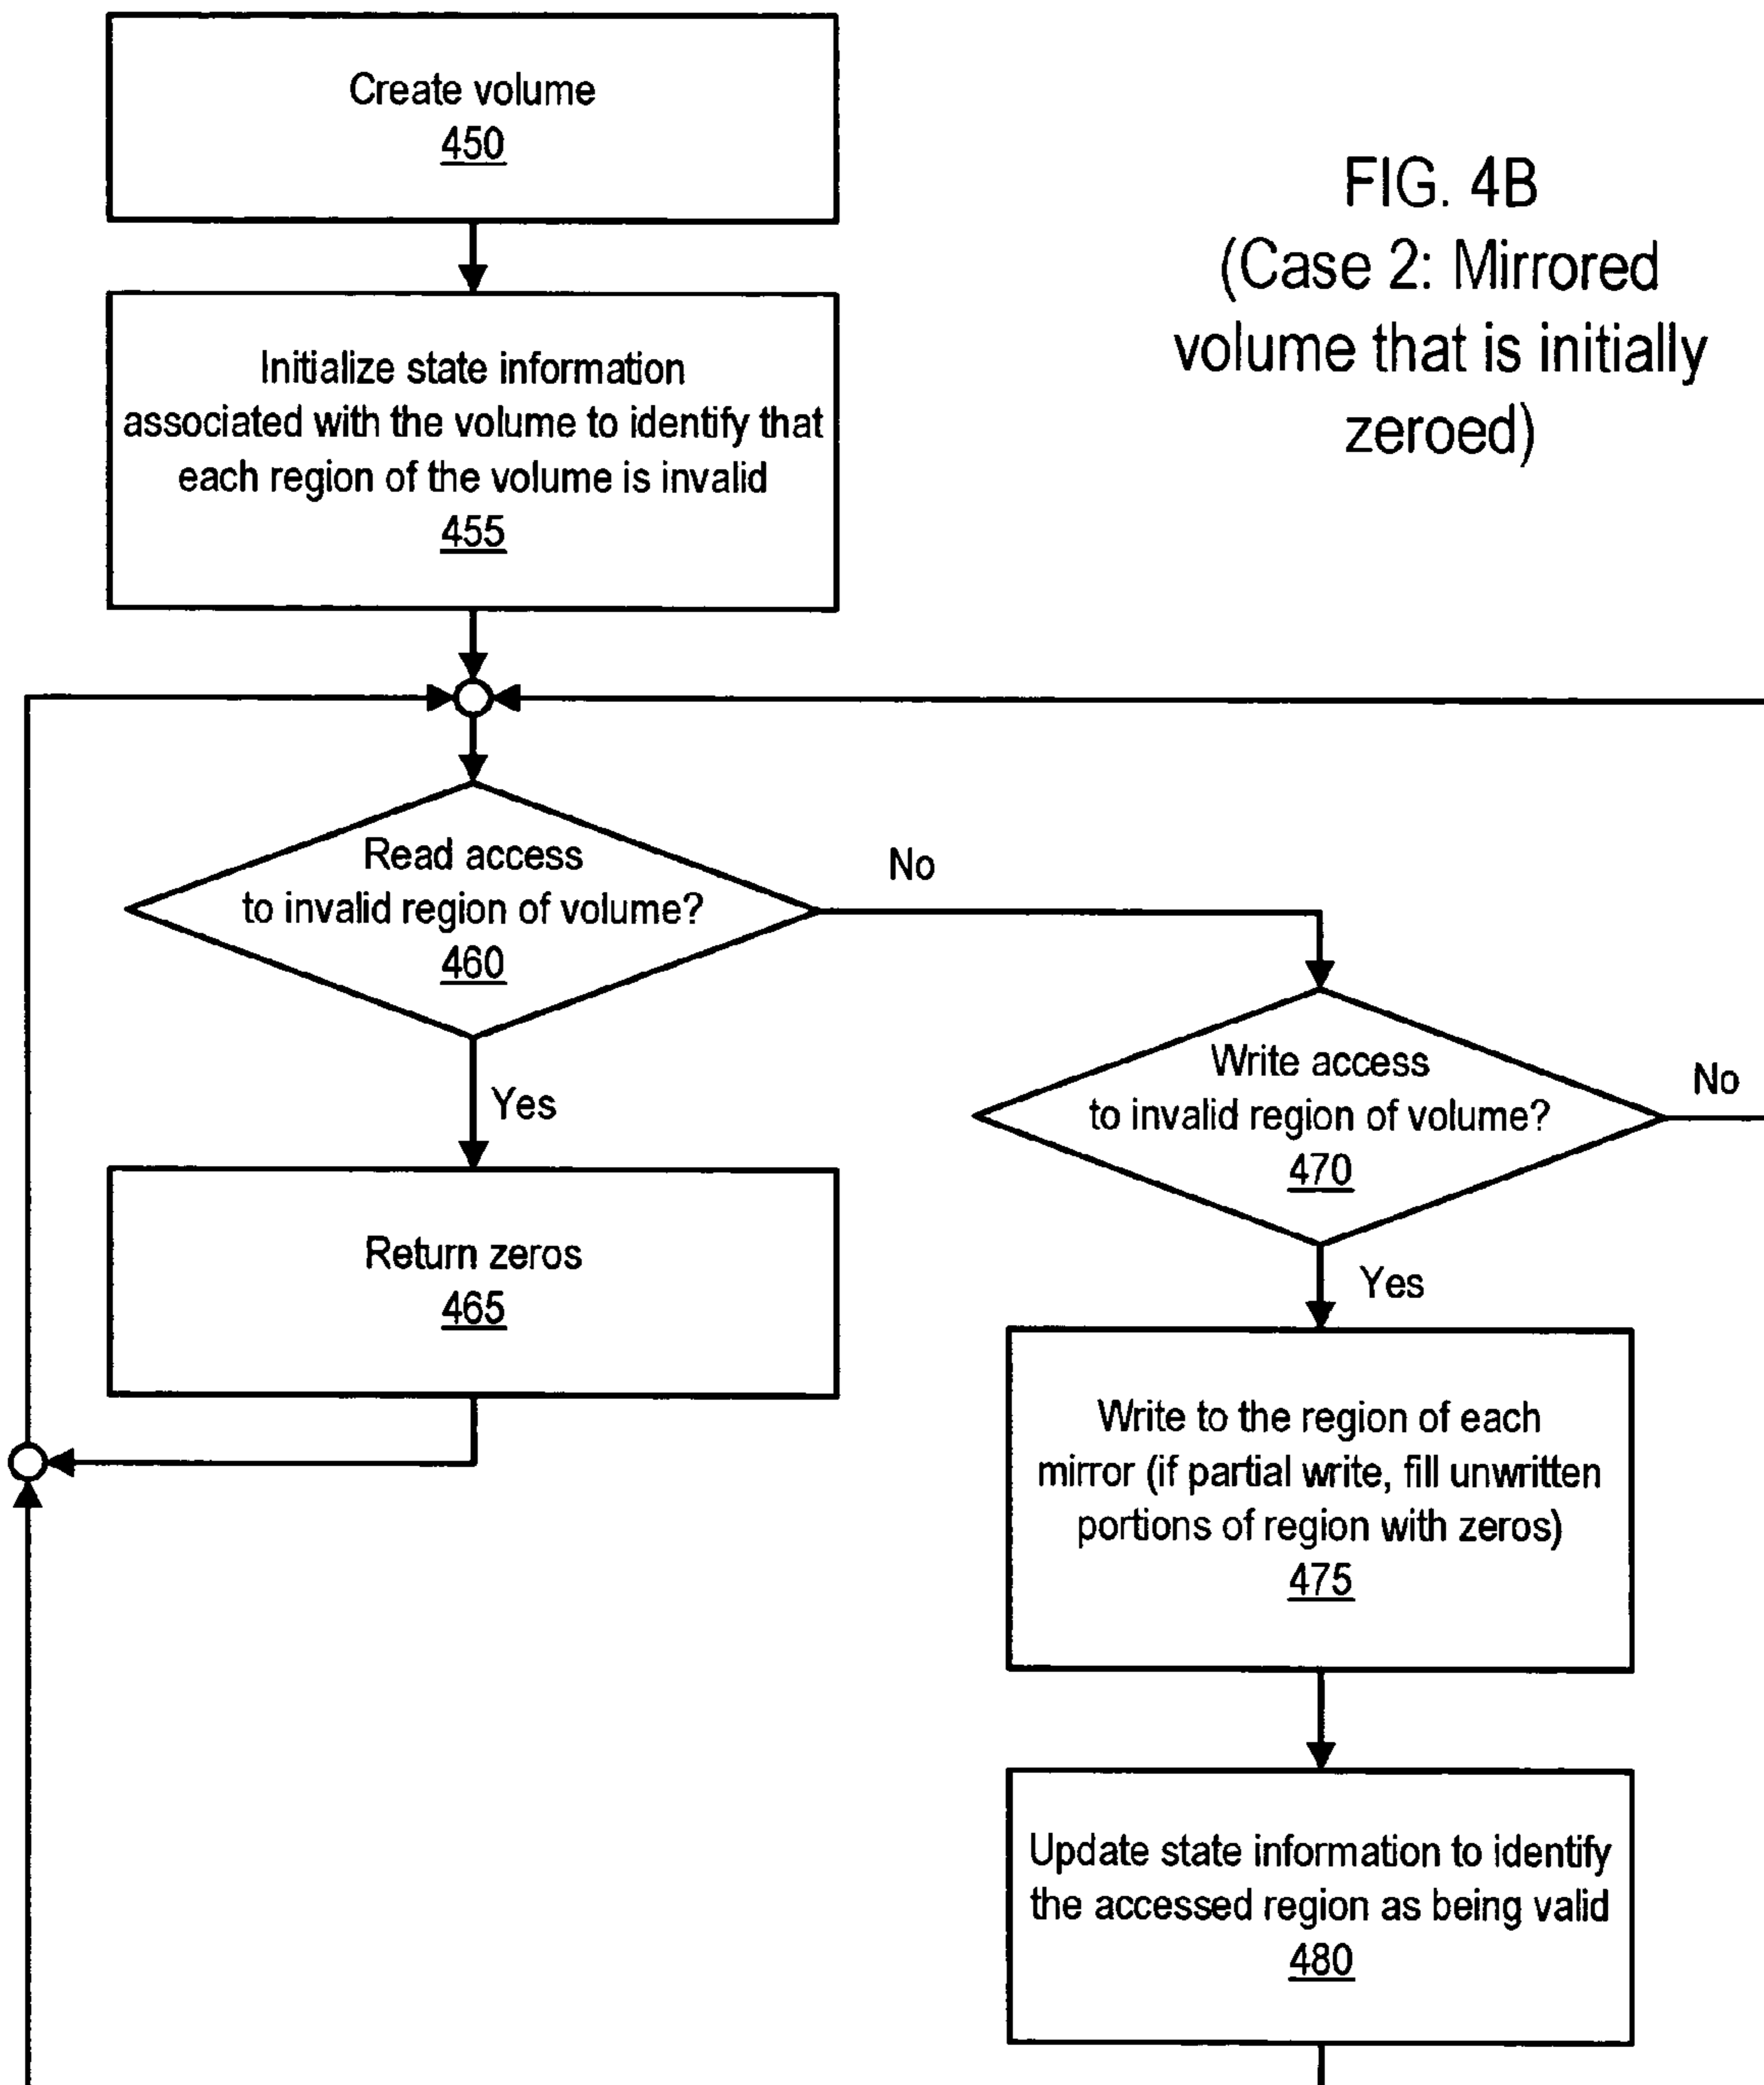 Create volume
450
FIG. 4B
(Case 2: Mirrored
volume that is initially
zeroed)
Initialize state information
associated with the volume to identify that
each region of the volume is invalid
455
Read access
to invalid region of volume?
460
No
Yes
Write access
to invalid region of volume?
470
No
Yes
Return zeros
465
Write to the region of each
mirror (if partial write, fill unwritten
portions of region with zeros)
475
Update state information to identify
the accessed region as being valid
480